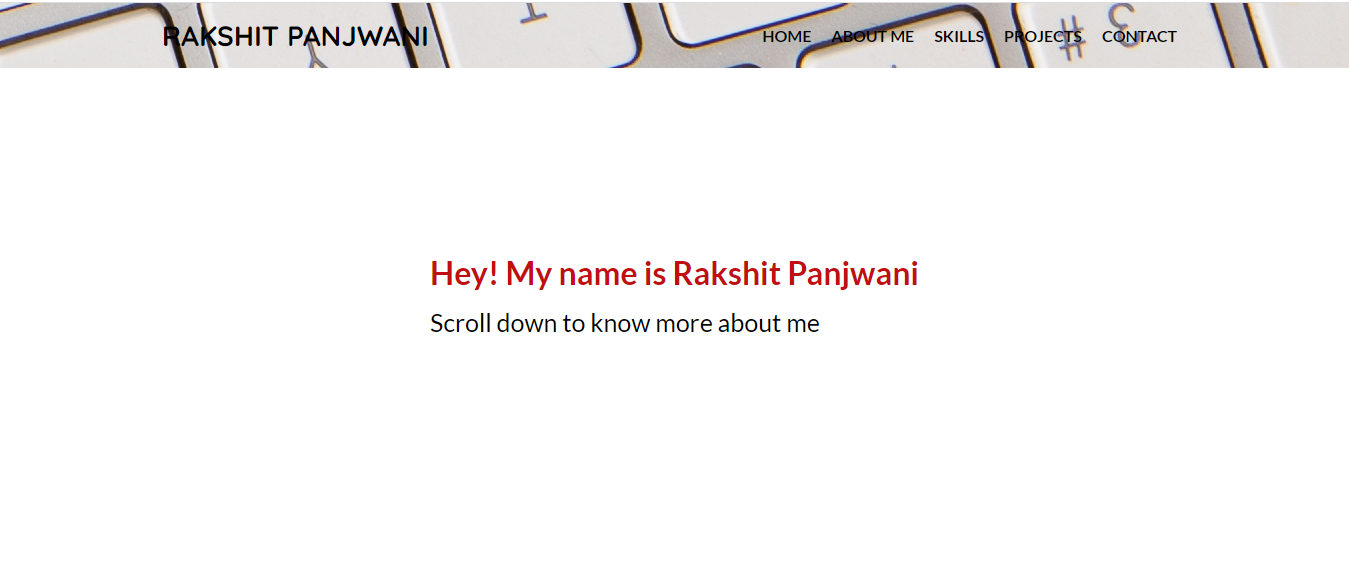 RAKSHIT PANJWANI
HOME ABOUT ME SKILLS PROJECTS CONTACT
T
Y
# 3
Hey! My name is Rakshit Panjwani
Scroll down to know more about me